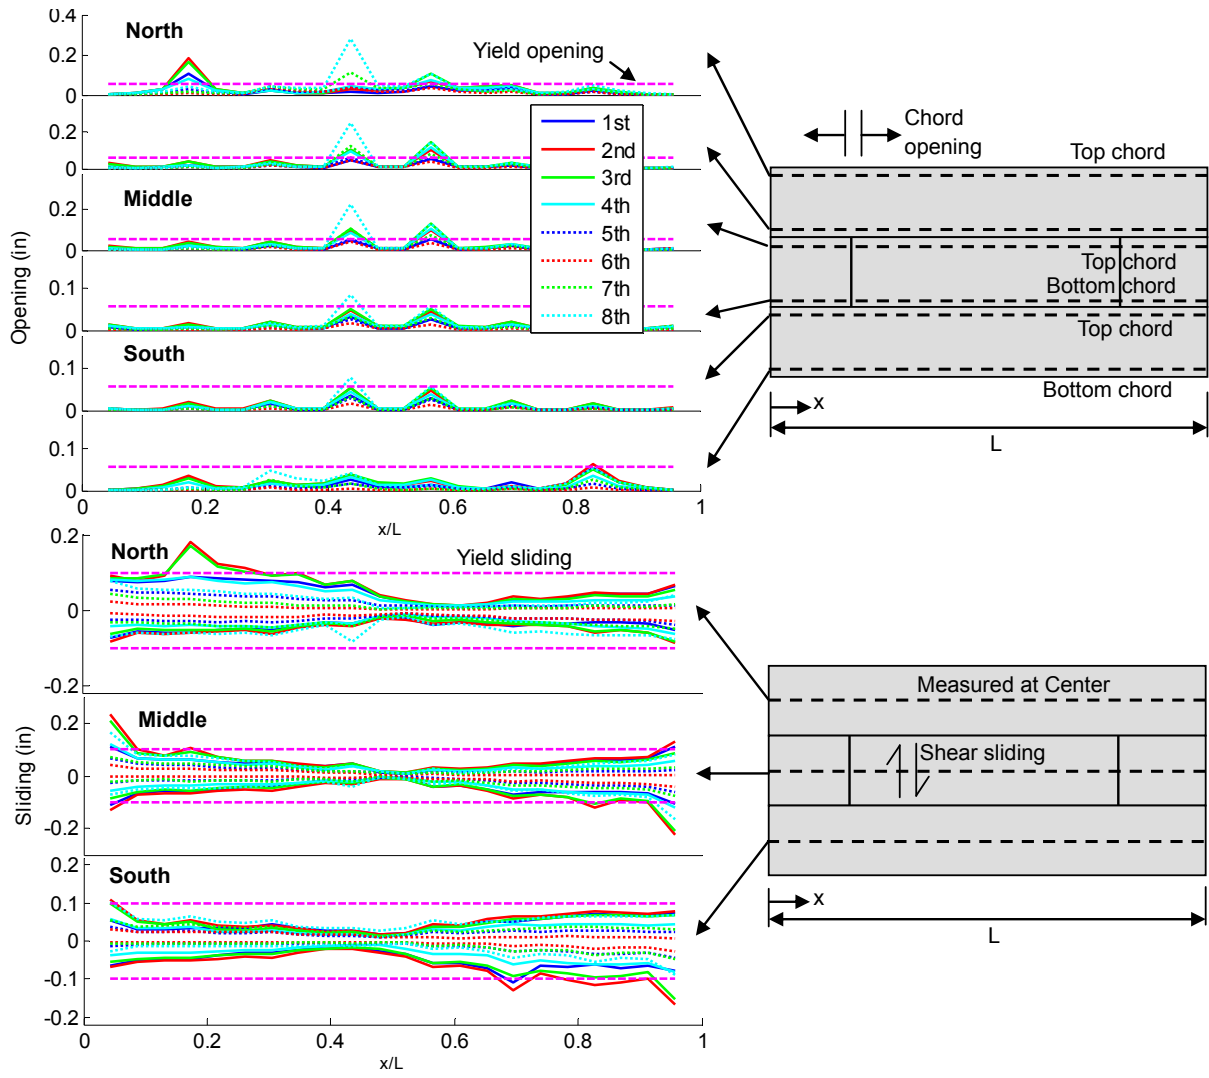 0.4
North
0.2
0
Yield opening
0.2
0
Middle
0.2
0
0.1
0
South
0.1
0
0.1
0
0
0.2
0.4
0.6
0.8
1
x/L
Opening (in)
1st
2nd
3rd
4th
5th
6th
7th
8th
Chord
opening
Top chord
Top chord
Bottom chord
Top chord
Bottom chord
x
L
0.2
North
Yield sliding
0
-0.2
Middle
0.2
0
-0.2
0.2
South
0.1
0
-0.1
-0.2
0
0.2
0.4
0.6
0.8
1
x/L
Sliding (in)
Measured at Center
Shear sliding
x
L